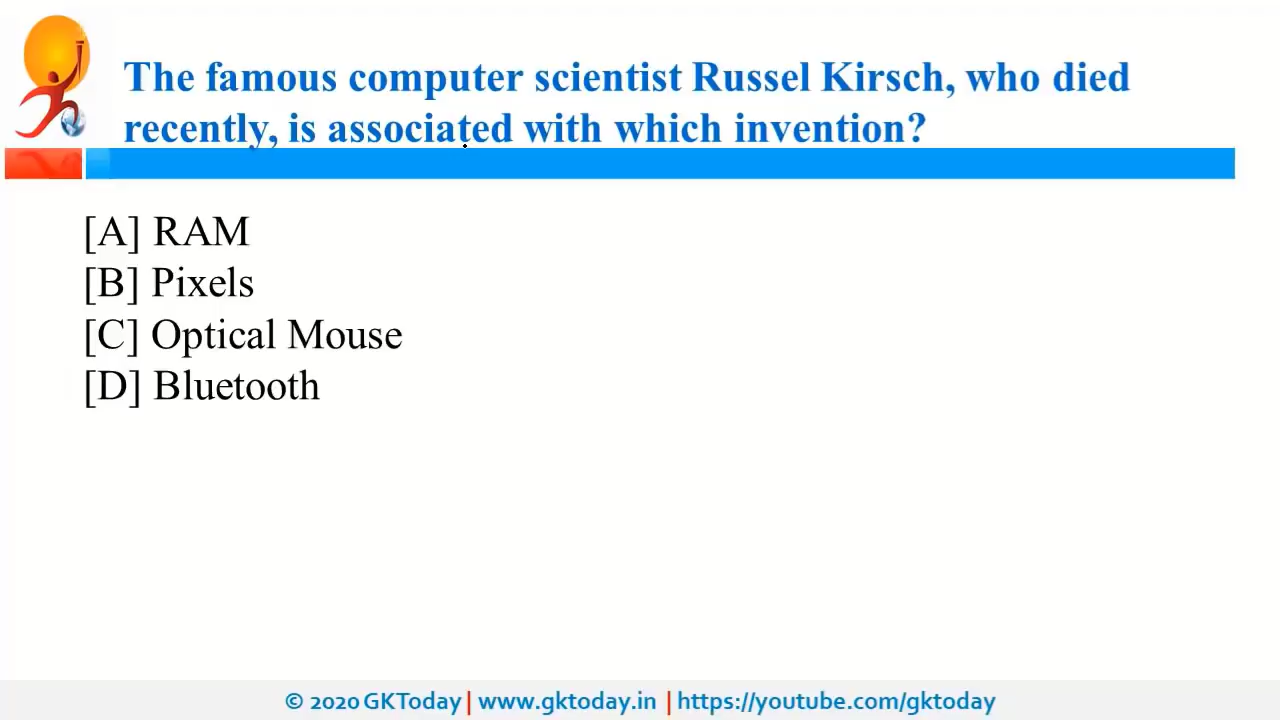 The famous computer scientist Russel Kirsch, who died
recently, is associated with which invention?
[A] RAM
[B] Pixels
[C] Optical Mouse
[D] Bluetooth
© 2020 GKToday | www.gktoday.in | https://youtube.com/gktoday